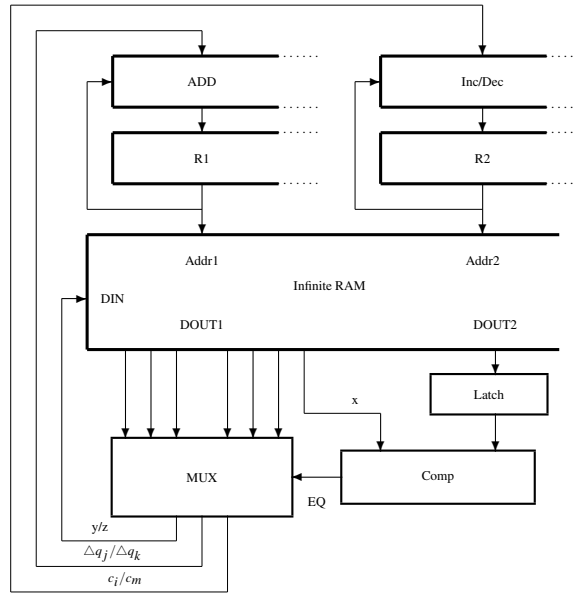 ADD
Inc/Dec
R1
R2
Addr1
Addr2
DIN
Infinite RAM
DOUT1
DOUT2
Latch
x
MUX
Comp
EQ
y/z
△q_j/△q_k
c_i/c_m